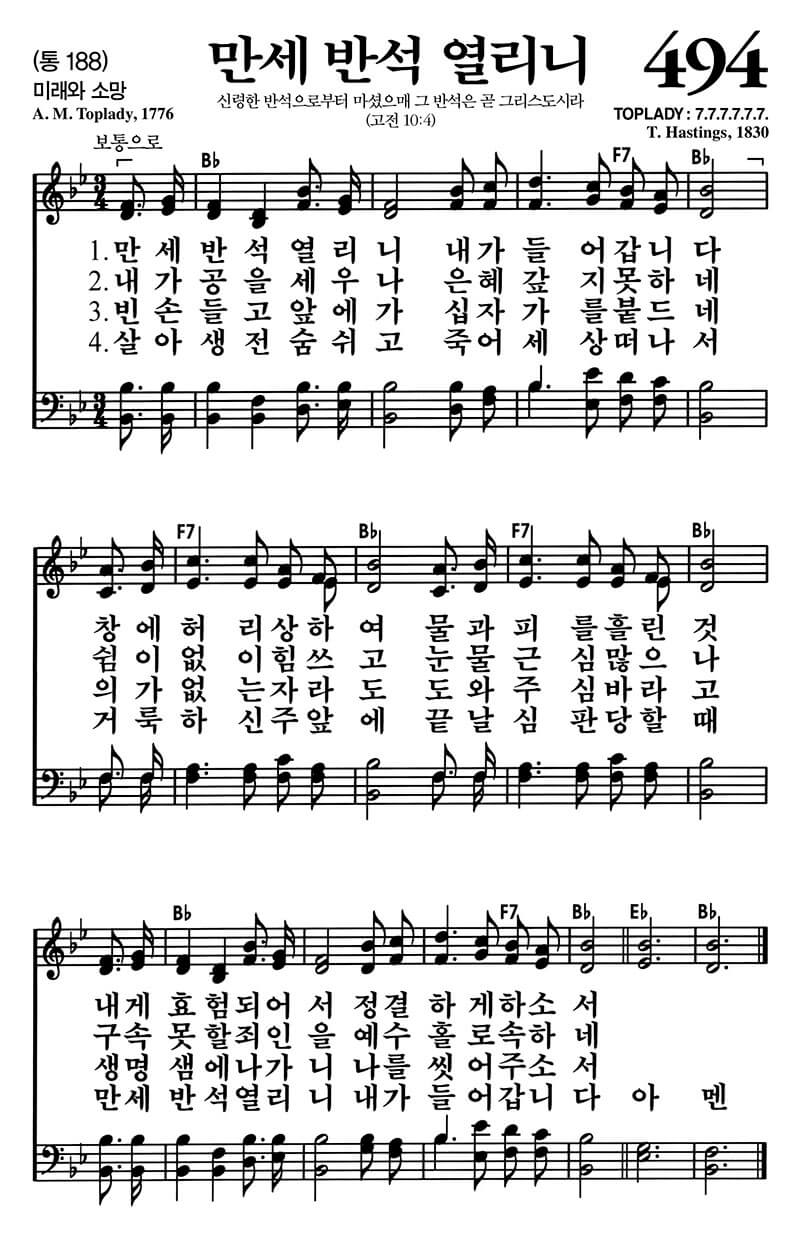 (통 188)
만세 반석 열리니
494
미래와 소망
신령한 반석으로부터 마셨으매 그 반석은 곧 그리스도시라
A. M. Toplady, 1776
(고전 10:4)
TOPLADY : 7.7.7.7.7.7.
T. Hastings, 1830
보통으로
B♭ F7 B♭
3/4
1. 만 세 반 석 열 리 니 내 가 들 어 갑 니 다
2. 내 가 공 을 세 우 나 은 혜 갚 지 못 하 네
3. 빈 손 들 고 앞 에 가 십 자 가 를 붙 드 네
4. 살 아 생 전 숨 쉬 고 죽 어 세 상 떠 나 서
3/4
F7 B♭ F7 B♭
창 에 허 리 상 하 여 물 과 피 를 흘 린 것
쉼 이 없 이 힘 쓰 고 눈 물 근 심 많 으 나
의 가 없 는 자 라 도 도 와 주 심 바 라 고
거 룩 하 신 주 앞 에 끝 날 심 판 당 할 때
B♭ F7 B♭ E♭ B♭
내 게 효 험 되 어 서 정 결 하 게 하 소 서
구 속 못 할 죄 인 을 예 수 홀 로 속 하 네
생 명 샘 에 나 가 니 나 를 씻 어 주 소 서
만 세 반 석 열 리 니 내 가 들 어 갑 니 다 아 멘